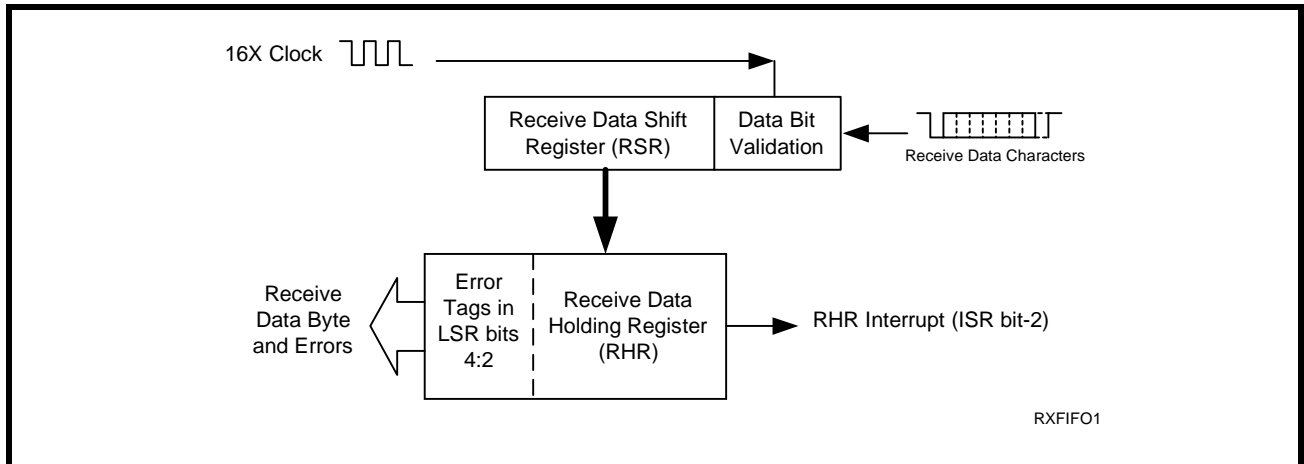 16X Clock
Receive Data Shift
Register (RSR)
Data Bit
Validation
Receive Data Characters
Receive
Data Byte
and Errors
Error
Tags in
LSR bits
4:2
Receive Data
Holding Register
(RHR)
RHR Interrupt (ISR bit-2)
RXFIFO1